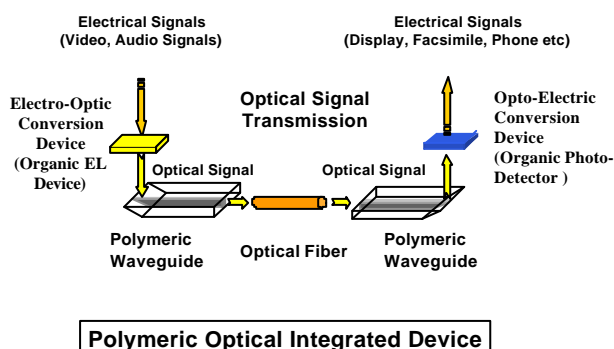 Electrical Signals
(Video, Audio Signals)
Electrical Signals
(Display, Facsimile, Phone etc)
Electro-Optic
Conversion
Device
(Organic EL
Device)
Optical Signal
Transmission
Opto-Electric
Conversion
Device
(Organic Photo-
Detector )
Optical Signal
Optical Signal
Polymeric
Waveguide
Optical Fiber
Polymeric
Waveguide
Polymeric Optical Integrated Device